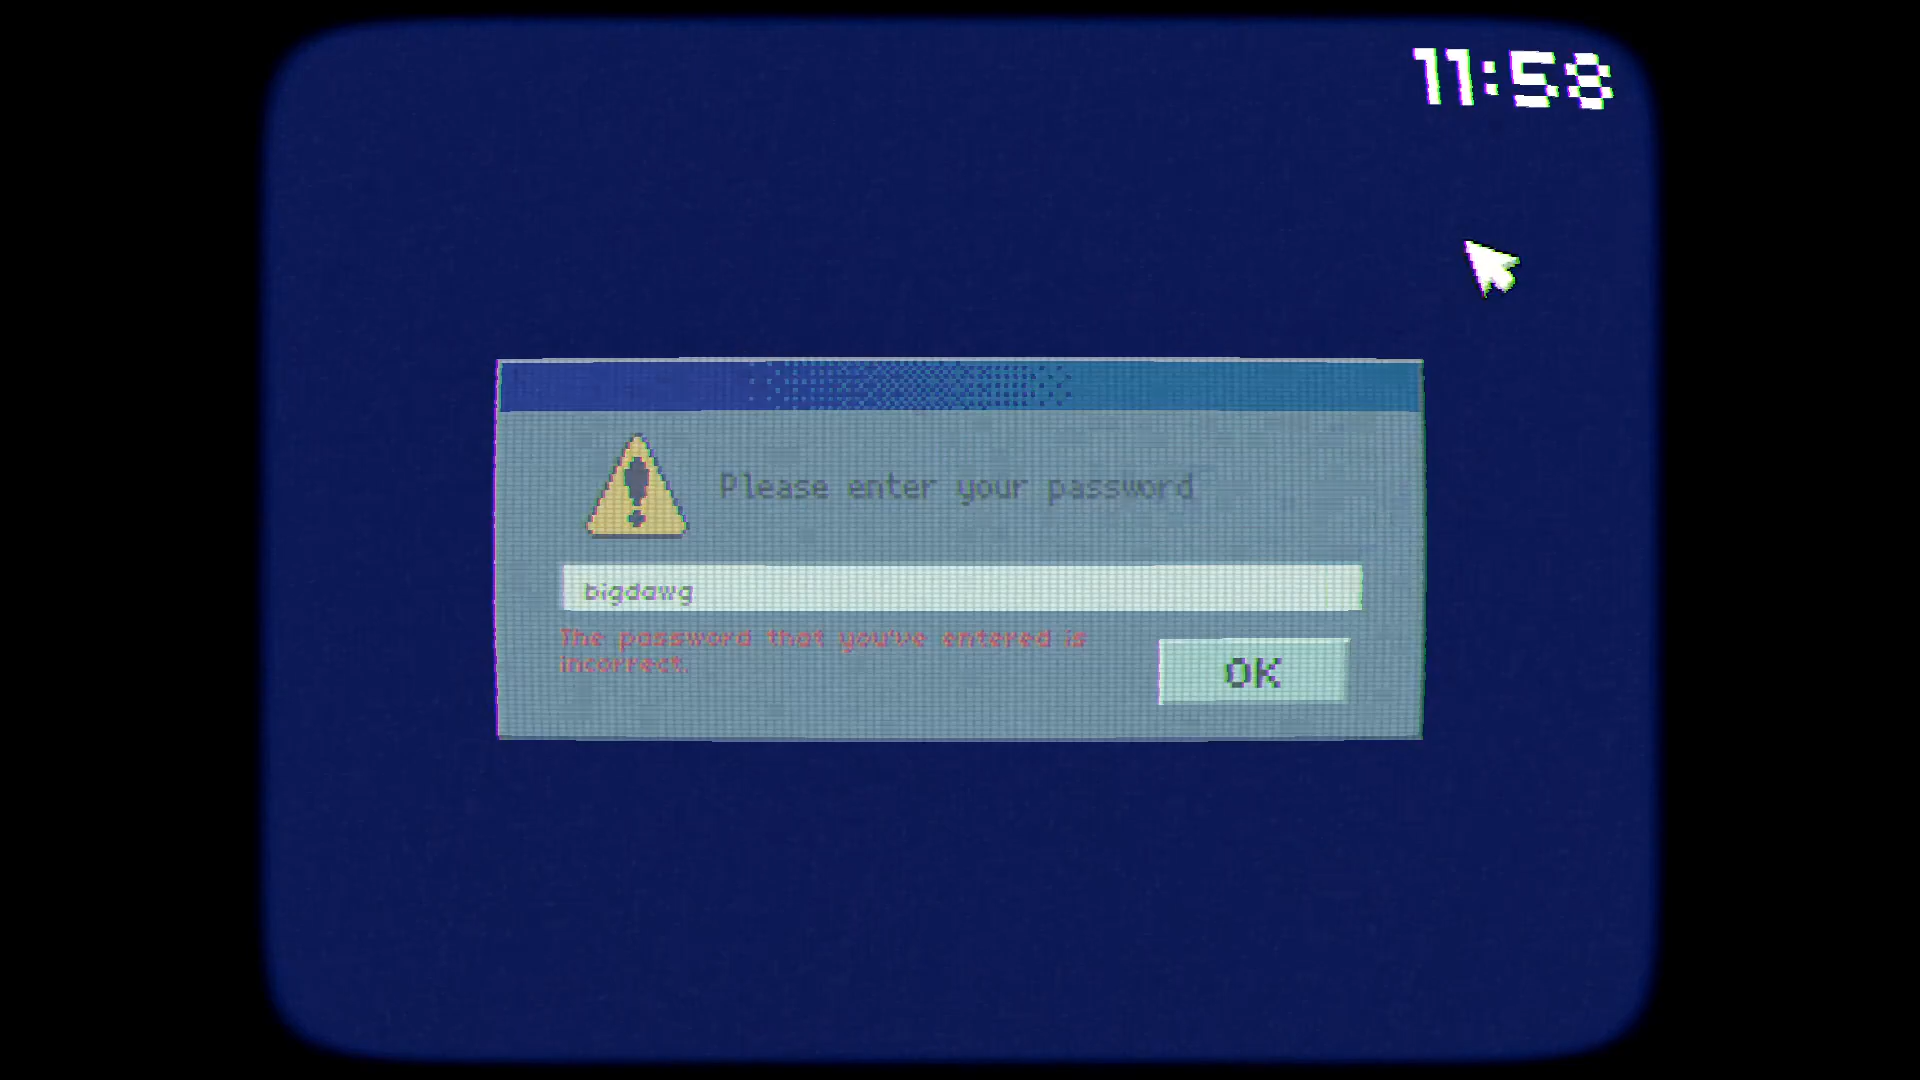 11:58
Please enter your password
bigdawg
The password that you've entered is
incorrect.
OK